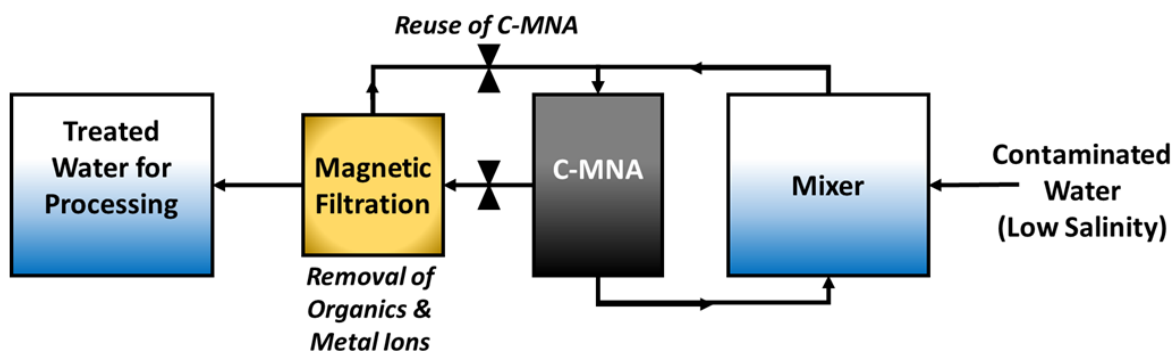 Reuse of C-MNA
Treated
Water for
Processing
Magnetic
Filtration
Removal of
Organics &
Metal Ions
C-MNA
Mixer
Contaminated
Water
(Low Salinity)